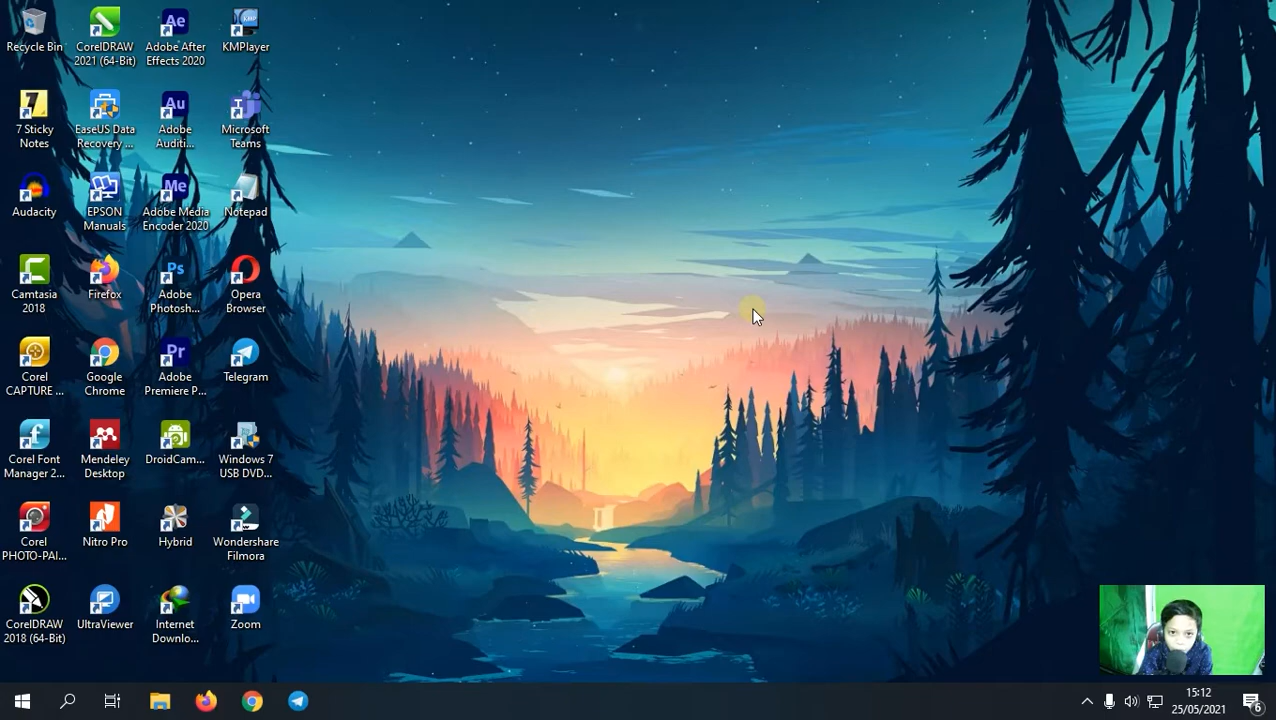 Recycle Bin
CorelDRAW
2021 (64-Bit)
Adobe After
Effects 2020
KMPlayer
7 Sticky
Notes
EaseUS Data
Recovery ...
Adobe
Auditi...
Microsoft
Teams
Audacity
EPSON
Manuals
Adobe Media
Encoder 2020
Notepad
Camtasia
2018
Firefox
Adobe
Photosh...
Opera
Browser
Corel
CAPTURE ...
Google
Chrome
Adobe
Premiere P...
Telegram
Corel Font
Manager 2...
Mendeley
Desktop
DroidCam...
Windows 7
USB DVD...
Corel
PHOTO-PAI...
Nitro Pro
Hybrid
Wondershare
Filmora
CorelDRAW
2018 (64-Bit)
UltraViewer
Internet
Downlo...
Zoom
15:12
25/05/2021
6